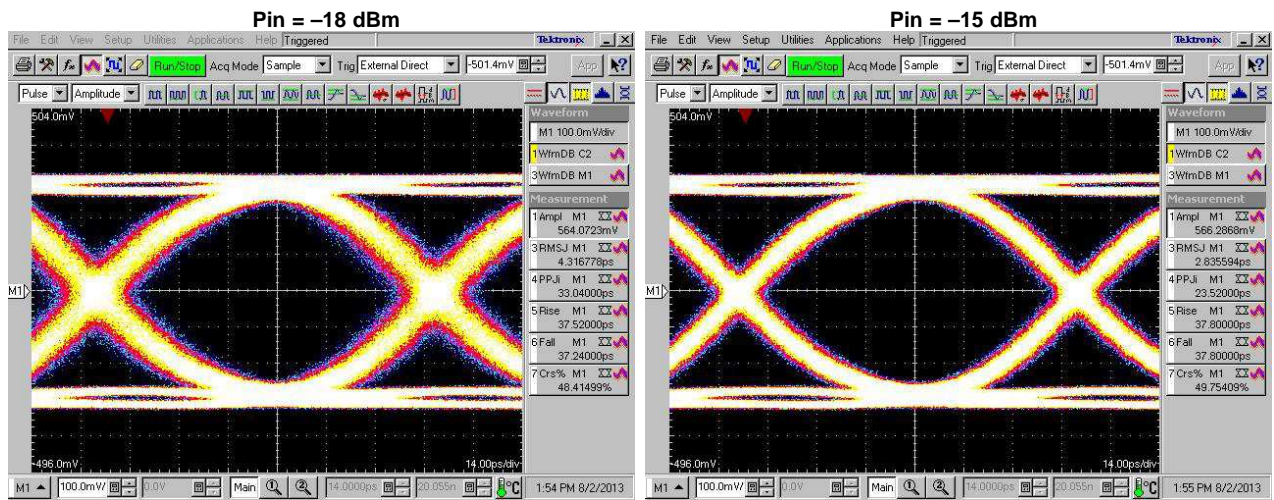 Pin = –18 dBm
File Edit View Setup Utilities Applications Help Triggered Tektronix
Run/Stop Acq Mode Sample Trig External Direct -501.4mV App
Pulse Amplitude
504.0mV
Waveform
M1 100.0mV/div
1 WfmDB C2
3 WfmDB M1
Measurement
1 Ampl M1
564.0723mV
3 RMSJ M1
4.316778ps
4 PPJi M1
33.04000ps
5 Rise M1
37.52000ps
6 Fall M1
37.24000ps
7 Crs% M1
48.41499%
M1
-496.0mV
14.00ps/div
M1 100.0mV/ 0.0V Main 1 2 14.0000ps 20.055n °C 1:54 PM 8/2/2013
Pin = –15 dBm
File Edit View Setup Utilities Applications Help Triggered Tektronix
Run/Stop Acq Mode Sample Trig External Direct -501.4mV App
Pulse Amplitude
504.0mV
Waveform
M1 100.0mV/div
1 WfmDB C2
3 WfmDB M1
Measurement
1 Ampl M1
566.2868mV
3 RMSJ M1
2.835594ps
4 PPJi M1
23.52000ps
5 Rise M1
37.80000ps
6 Fall M1
37.80000ps
7 Crs% M1
49.75409%
M1
-496.0mV
14.00ps/div
M1 100.0mV/ 0.0V Main 1 2 14.0000ps 20.055n °C 1:55 PM 8/2/2013